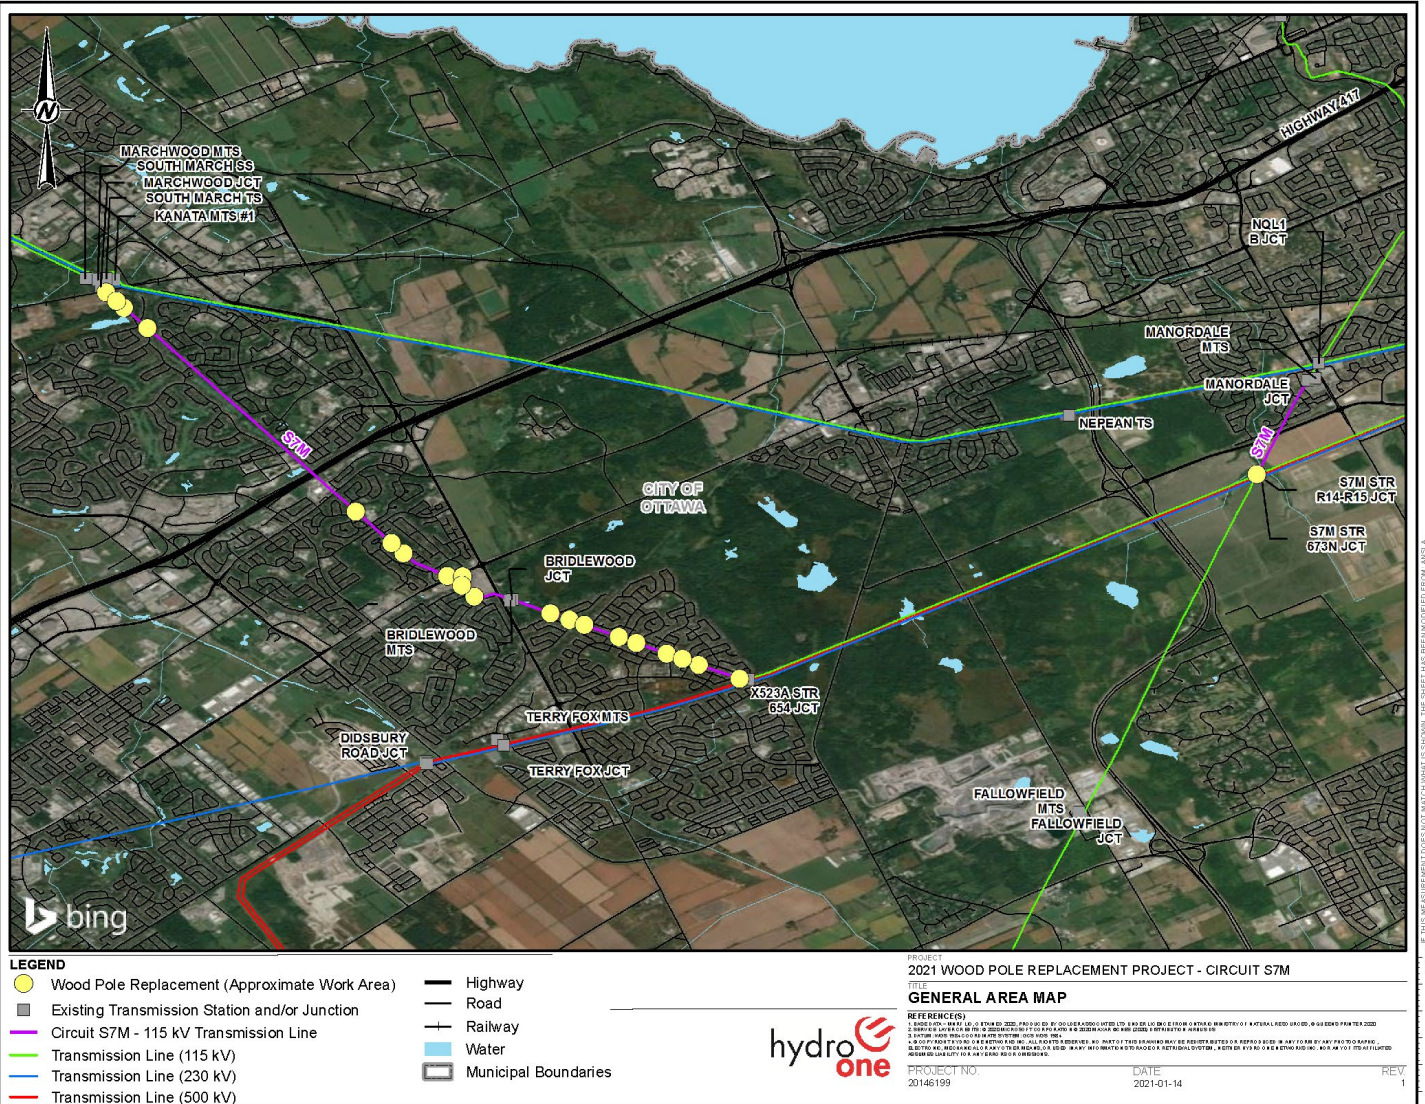 N
HIGHWAY 417
MARCHWOOD MTS
SOUTH MARCH SS
MARCHWOOD JCT
SOUTH MARCH TS
KANATA MTS #1
NQL1
B JCT
MANORDALE
MTS
MANORDALE
JCT
NEPEAN TS
S7M
S7M
CITY OF
OTTAWA
S7M STR
R14-R15 JCT
S7M STR
673N JCT
BRIDLEWOOD
JCT
BRIDLEWOOD
MTS
X523A STR
654 JCT
TERRY FOX MTS
DIDSBURY
ROAD JCT
TERRY FOX JCT
FALLOWFIELD
MTS
FALLOWFIELD
JCT
bing
LEGEND
Wood Pole Replacement (Approximate Work Area)
Existing Transmission Station and/or Junction
Circuit S7M - 115 kV Transmission Line
Transmission Line (115 kV)
Transmission Line (230 kV)
Transmission Line (500 kV)
Highway
Road
Railway
Water
Municipal Boundaries
hydro
one
PROJECT
2021 WOOD POLE REPLACEMENT PROJECT - CIRCUIT S7M
TITLE
GENERAL AREA MAP
REFERENCE(S)
PROJECT NO.
20146199
DATE
2021-01-14
REV.
1